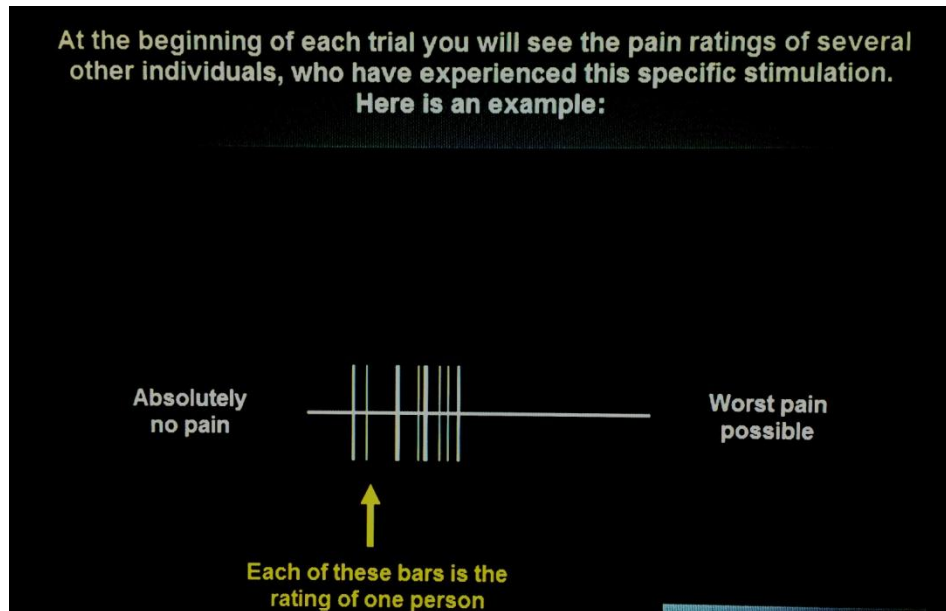 At the beginning of each trial you will see the pain ratings of several
other individuals, who have experienced this specific stimulation.
Here is an example:
Absolutely
no pain
Worst pain
possible
Each of these bars is the
rating of one person